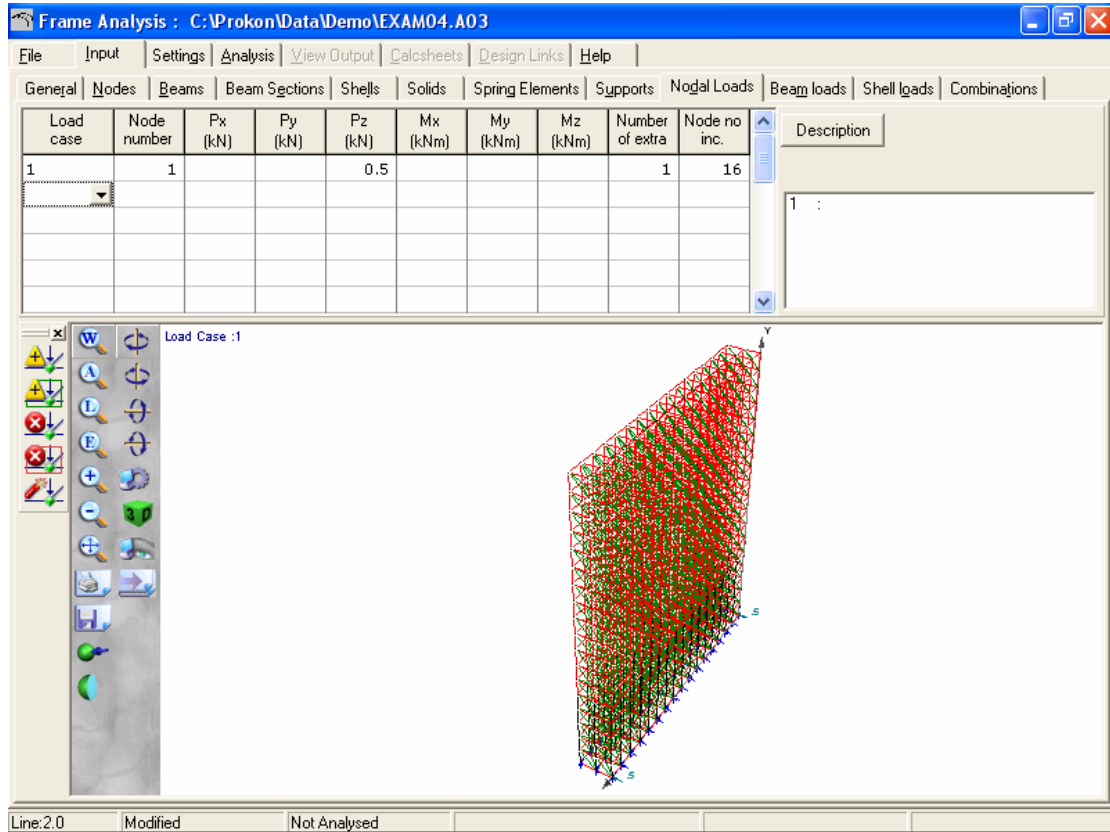 Frame Analysis : C:\Prokon\Data\Demo\EXAM04.A03
File Input Settings Analysis View Output Calcsheets Design Links Help
General Nodes Beams Beam Sections Shells Solids Spring Elements Supports Nodal Loads Beam loads Shell loads Combinations
Load case Node number Px (kN) Py (kN) Pz (kN) Mx (kNm) My (kNm) Mz (kNm) Number of extra Node no inc.
Description
1 1 0.5 1 16
1 :
Load Case :1
W
A
L
E
3D
Y
.5
.5
Line:2.0 Modified Not Analysed